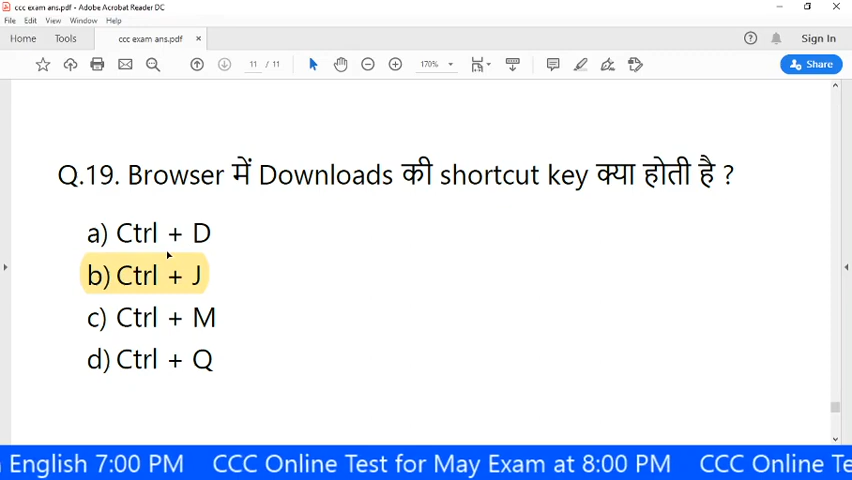 ccc exam ans.pdf - Adobe Acrobat Reader DC
File Edit View Window Help
Home Tools ccc exam ans.pdf × Sign In
11 / 11 170% Share
Q.19. Browser में Downloads की shortcut key क्या होती है ?
a) Ctrl + D
b) Ctrl + J
c) Ctrl + M
d) Ctrl + Q
English 7:00 PM CCC Online Test for May Exam at 8:00 PM CCC Online Te